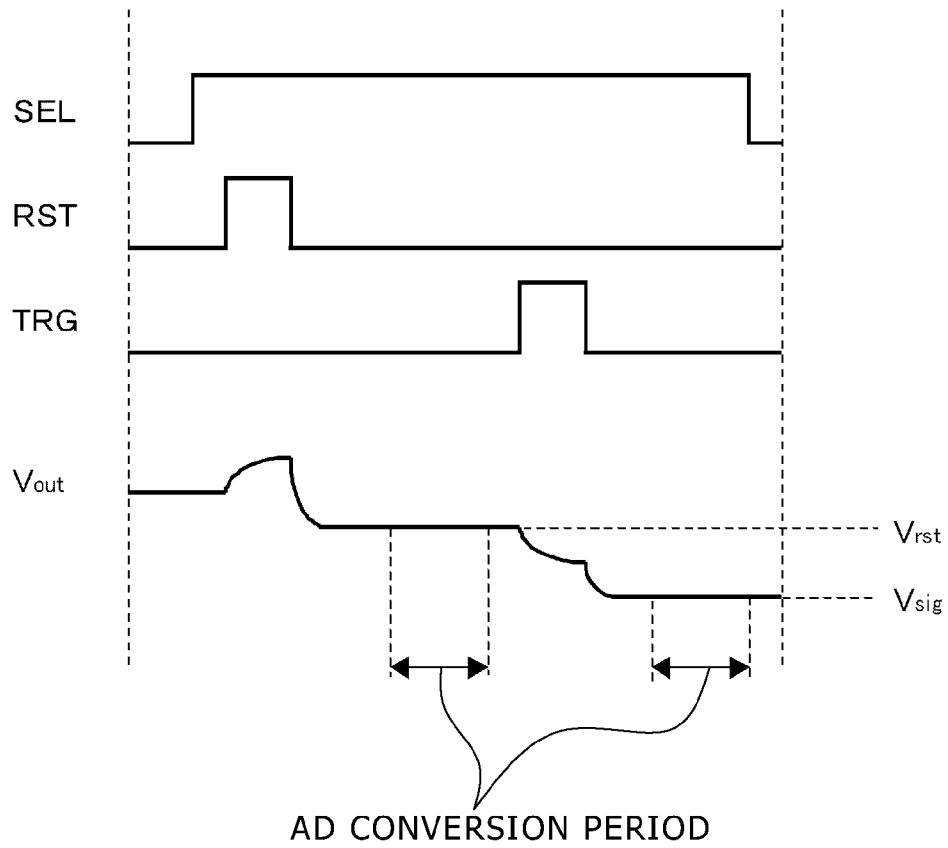 SEL
RST
TRG
Vout
Vrst
Vsig
AD CONVERSION PERIOD